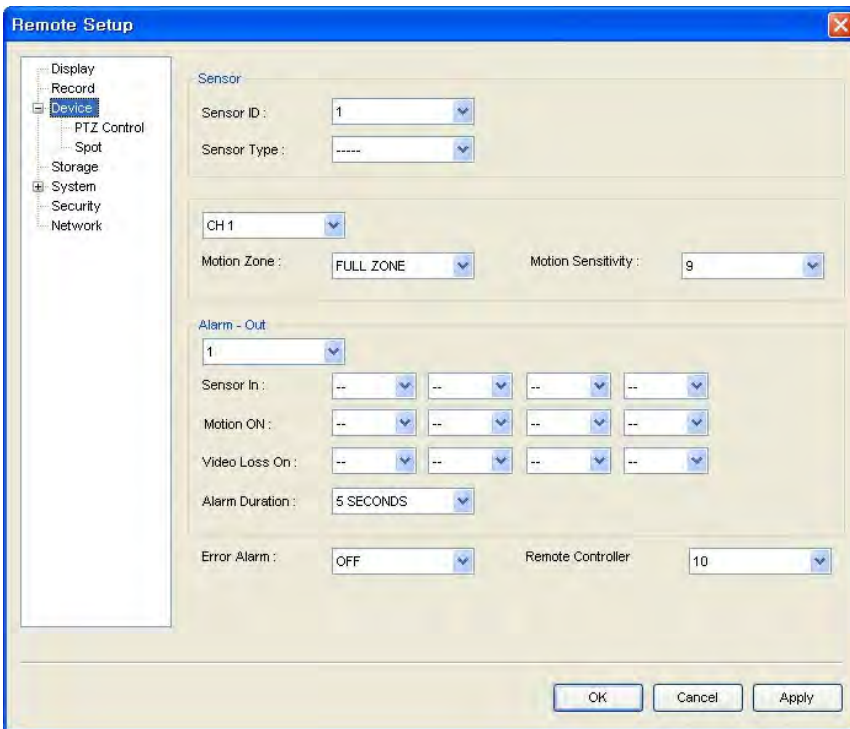 Remote Setup
Display
Record
Device
PTZ Control
Spot
Storage
System
Security
Network
Sensor
Sensor ID : 1
Sensor Type : -----
CH 1
Motion Zone : FULL ZONE Motion Sensitivity : 9
Alarm - Out
1
Sensor In : -- -- -- --
Motion ON : -- -- -- --
Video Loss On : -- -- -- --
Alarm Duration : 5 SECONDS
Error Alarm : OFF Remote Controller 10
OK Cancel Apply